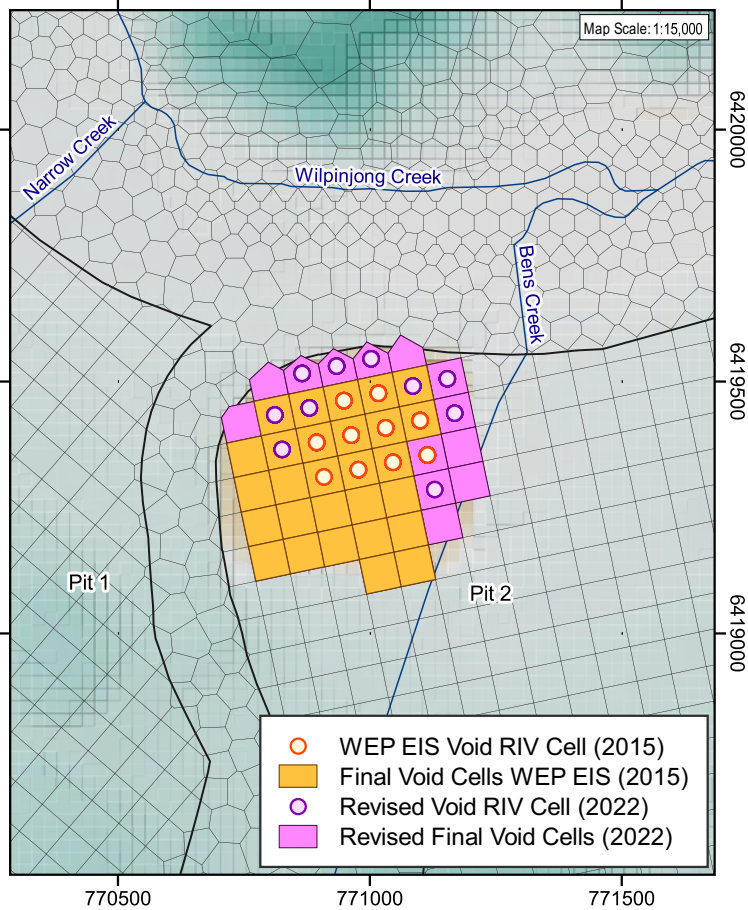 Map Scale: 1:15,000
6420000
Narrow Creek
Wilpinjong Creek
Bens Creek
6419500
Pit 1
Pit 2
6419000
WEP EIS Void RIV Cell (2015)
Final Void Cells WEP EIS (2015)
Revised Void RIV Cell (2022)
Revised Final Void Cells (2022)
770500
771000
771500